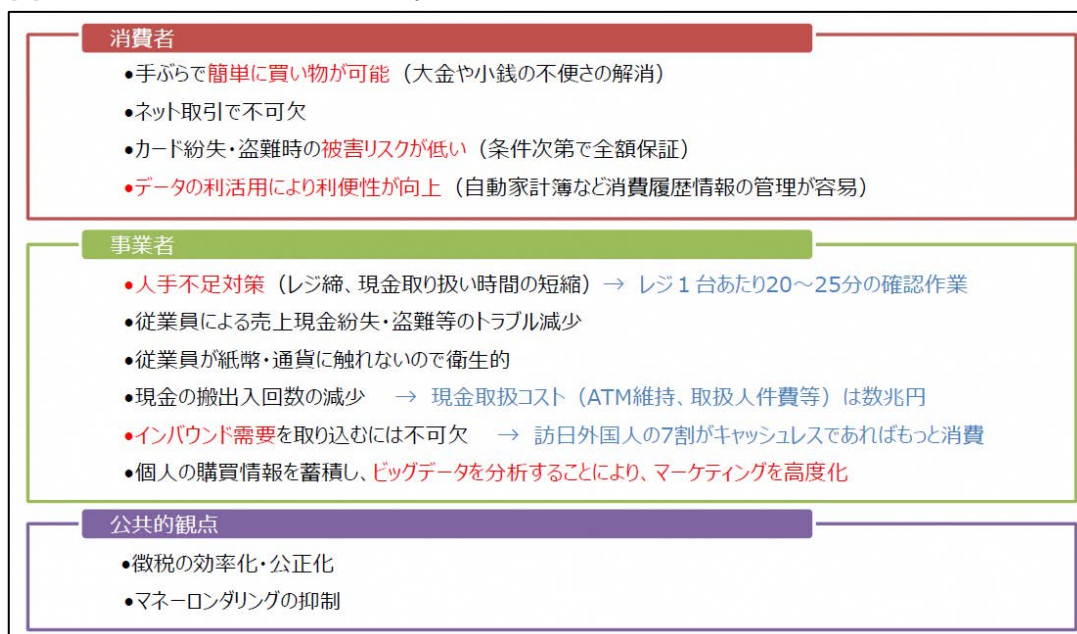 消費者
●手ぶらで簡単に買い物が可能（大金や小銭の不便さの解消）
●ネット取引で不可欠
●カード紛失・盗難時の被害リスクが低い（条件次第で全額保証）
●データの利活用により利便性が向上（自動家計簿など消費履歴情報の管理が容易）
事業者
●人手不足対策（レジ締、現金取り扱い時間の短縮）→ レジ１台あたり20～25分の確認作業
●従業員による売上現金紛失・盗難等のトラブル減少
●従業員が紙幣・通貨に触れないので衛生的
●現金の搬出入回数の減少　→ 現金取扱コスト（ATM維持、取扱人件費等）は数兆円
●インバウンド需要を取り込むには不可欠　→ 訪日外国人の7割がキャッシュレスであればもっと消費
●個人の購買情報を蓄積し、ビッグデータを分析することにより、マーケティングを高度化
公共的観点
●徴税の効率化・公正化
●マネーロンダリングの抑制